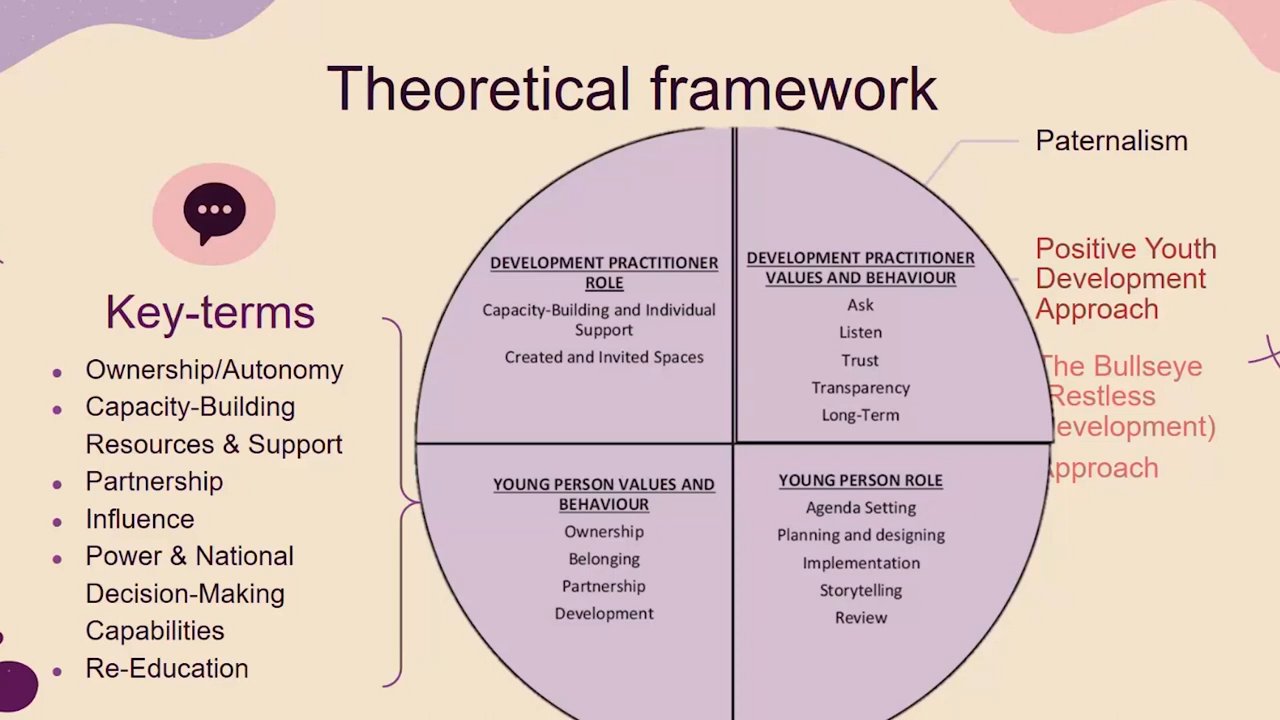 Theoretical framework
Key-terms
Ownership/Autonomy
Capacity-Building
Resources & Support
Partnership
Influence
Power & National
Decision-Making
Capabilities
Re-Education
DEVELOPMENT PRACTITIONER
ROLE
Capacity-Building and Individual
Support
Created and Invited Spaces
DEVELOPMENT PRACTITIONER
VALUES AND BEHAVIOUR
Ask
Listen
Trust
Transparency
Long-Term
YOUNG PERSON VALUES AND
BEHAVIOUR
Ownership
Belonging
Partnership
Development
YOUNG PERSON ROLE
Agenda Setting
Planning and designing
Implementation
Storytelling
Review
Paternalism
Positive Youth
Development
Approach
The Bullseye
Restless
evelopment)
pproach